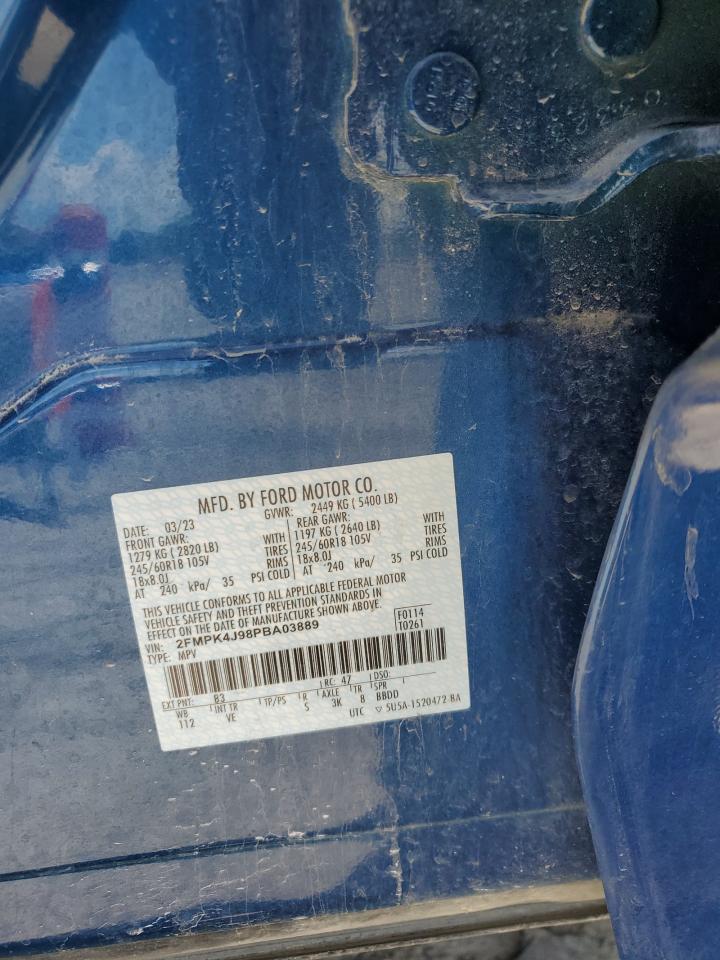 MFD. BY FORD MOTOR CO.
DATE: 03/23 GVWR: 2449 KG ( 5400 LB)
FRONT GAWR: WITH REAR GAWR: WITH
1279 KG ( 2820 LB) TIRES 1197 KG ( 2640 LB) TIRES
245/60R18 105V RIMS 245/60R18 105V RIMS
18x8.0J 18x8.0J
AT 240 kPa/ 35 PSI COLD AT 240 kPa/ 35 PSI COLD
THIS VEHICLE CONFORMS TO ALL APPLICABLE FEDERAL MOTOR
VEHICLE SAFETY AND THEFT PREVENTION STANDARDS IN
EFFECT ON THE DATE OF MANUFACTURE SHOWN ABOVE.
VIN: 2FMPK4J98PBA03889 F0114
TYPE: MPV T0261
EXT PNT: B3 RC: 47 DSO:
WB INT TR TP/PS R AXLE TR SPR
112 VE S 3K 8 BBDD
UTC ▽ 5U5A-1520472-BA